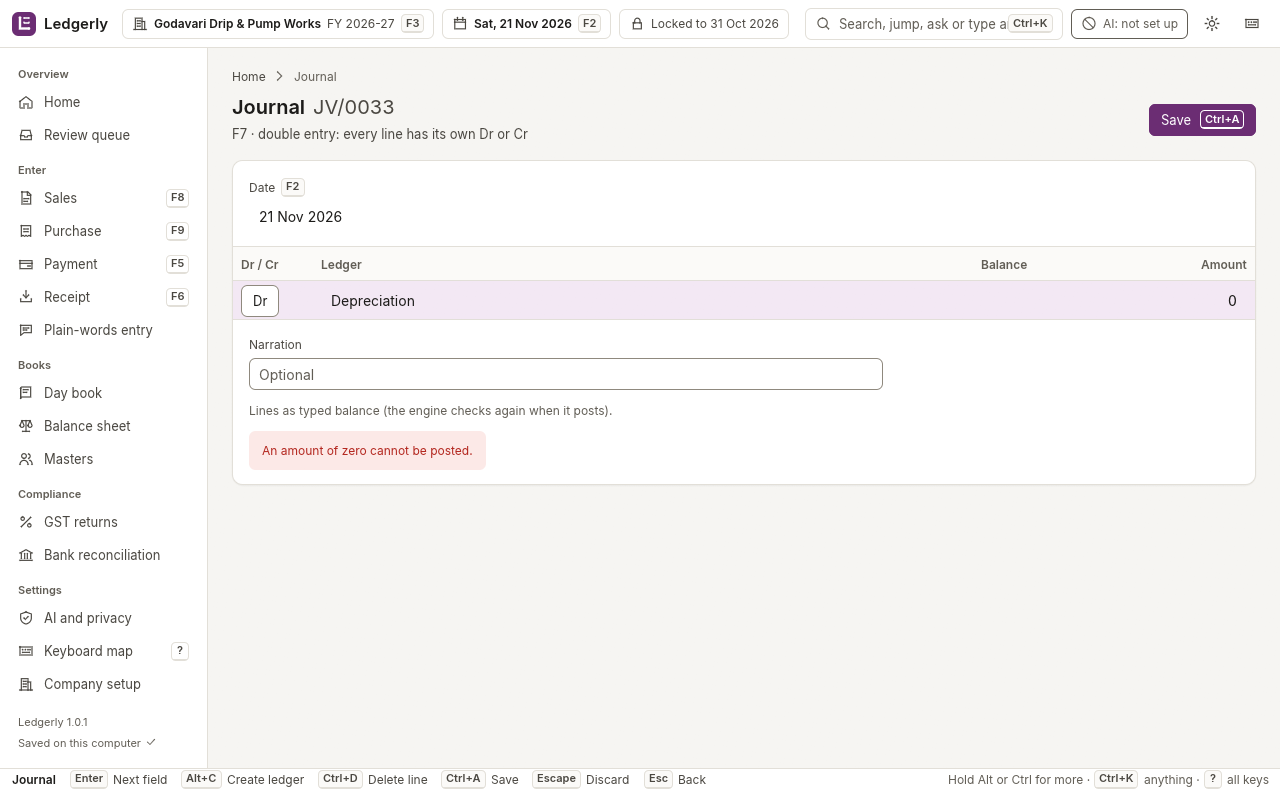 Ledgerly
Godavari Drip & Pump Works FY 2026-27 F3
Sat, 21 Nov 2026 F2
Locked to 31 Oct 2026
Search, jump, ask or type a Ctrl+K
AI: not set up
Overview
Home
Review queue
Enter
Sales F8
Purchase F9
Payment F5
Receipt F6
Plain-words entry
Books
Day book
Balance sheet
Masters
Compliance
GST returns
Bank reconciliation
Settings
AI and privacy
Keyboard map ?
Company setup
Ledgerly 1.0.1
Saved on this computer
Home Journal
Journal JV/0033
F7 · double entry: every line has its own Dr or Cr
Save Ctrl+A
Date F2
21 Nov 2026
Dr / Cr Ledger Balance Amount
Dr Depreciation 0
Narration
Optional
Lines as typed balance (the engine checks again when it posts).
An amount of zero cannot be posted.
Journal Enter Next field Alt+C Create ledger Ctrl+D Delete line Ctrl+A Save Escape Discard Esc Back
Hold Alt or Ctrl for more · Ctrl+K anything · ? all keys